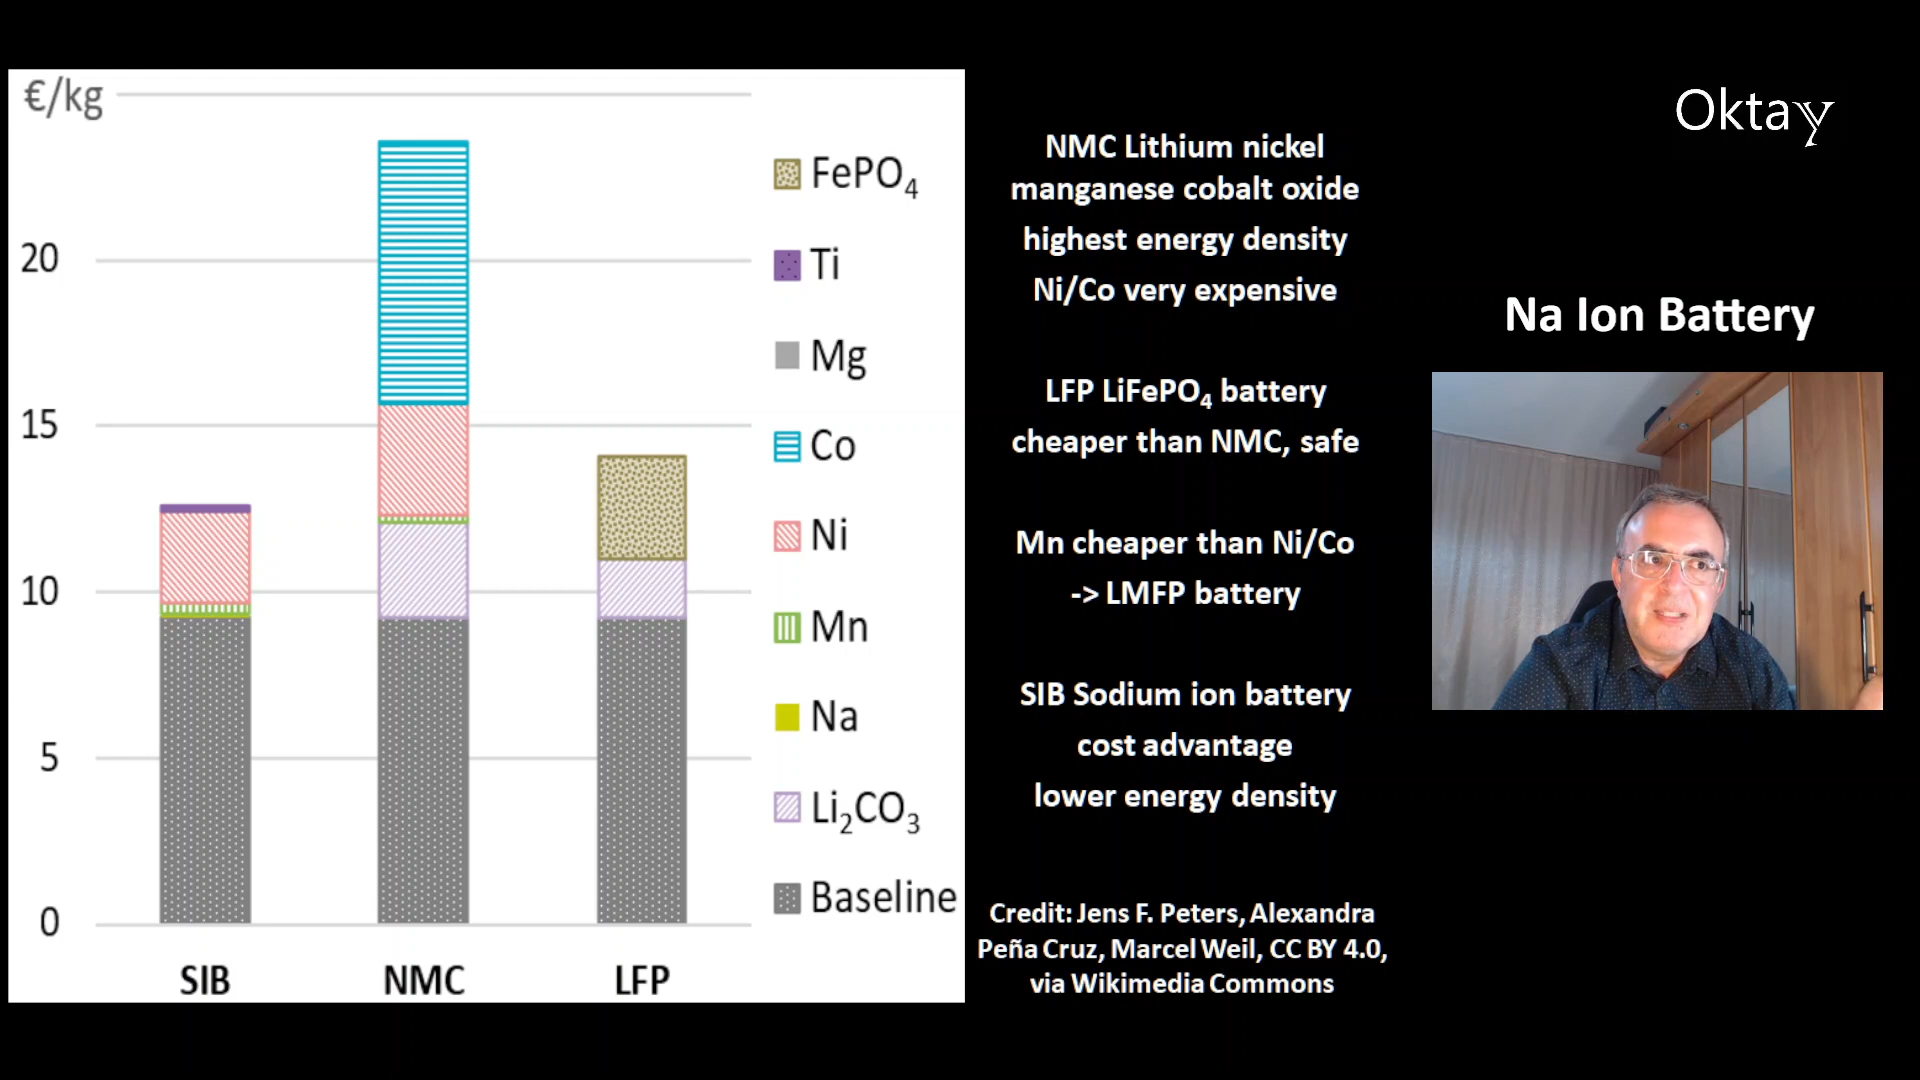 €/kg
20
15
10
5
0
SIB
NMC
LFP
FePO₄
Ti
Mg
Co
Ni
Mn
Na
Li₂CO₃
Baseline
NMC Lithium nickel
manganese cobalt oxide
highest energy density
Ni/Co very expensive
LFP LiFePO₄ battery
cheaper than NMC, safe
Mn cheaper than Ni/Co
-> LMFP battery
SIB Sodium ion battery
cost advantage
lower energy density
Credit: Jens F. Peters, Alexandra
Peña Cruz, Marcel Weil, CC BY 4.0,
via Wikimedia Commons
Oktay
Na Ion Battery